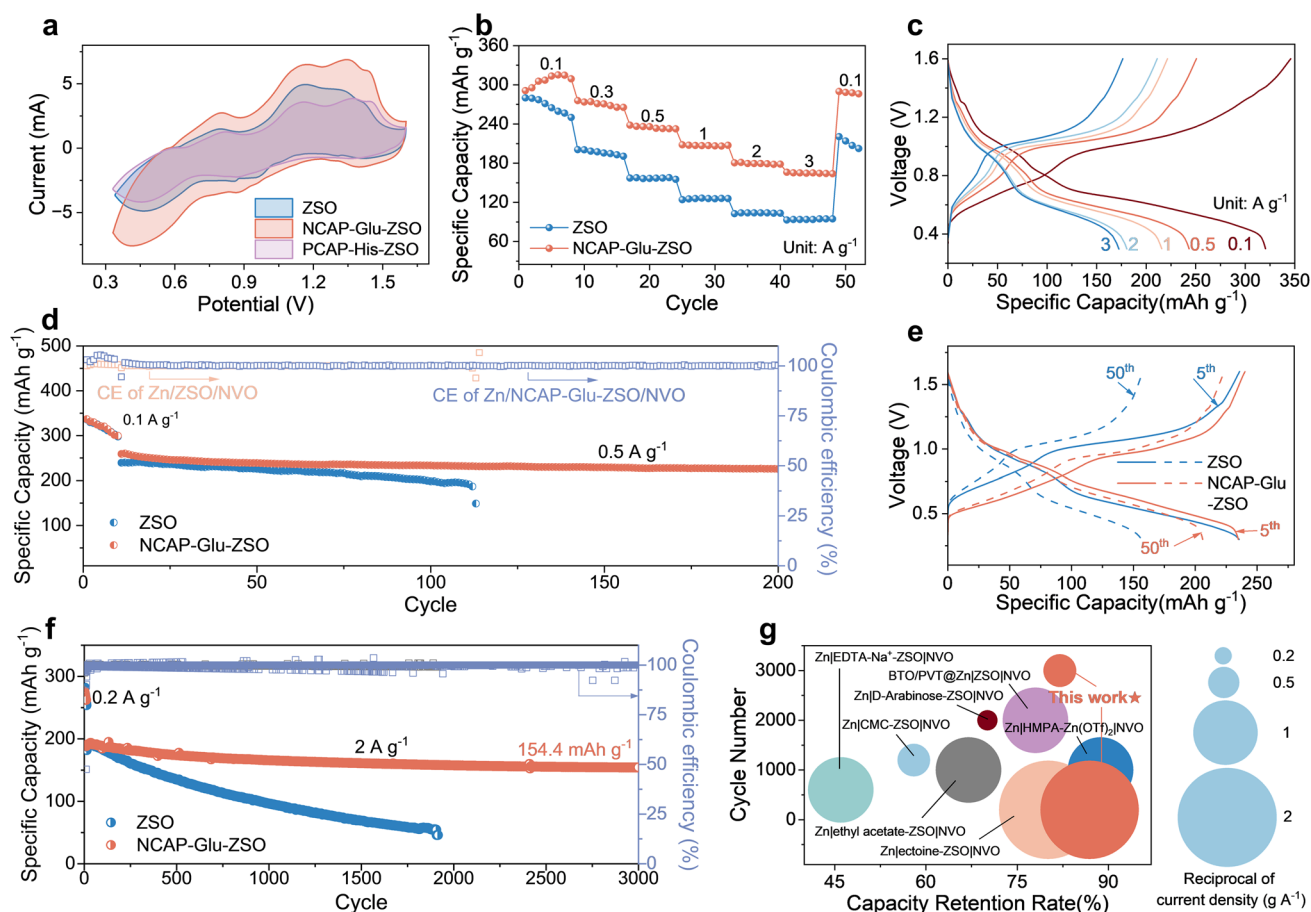 a
Current (mA)
5
0
−5
0.3
0.6
0.9
1.2
1.5
Potential (V)
ZSO
NCAP-Glu-ZSO
PCAP-His-ZSO
b
Specific Capacity (mAh g⁻¹)
360
300
240
180
120
60
0.1
0.3
0.5
1
2
3
0.1
ZSO
NCAP-Glu-ZSO
Unit: A g⁻¹
0
10
20
30
40
50
Cycle
c
Voltage (V)
1.6
1.2
0.8
0.4
Unit: A g⁻¹
3
2
1
0.5
0.1
0
50
100
150
200
250
300
350
Specific Capacity(mAh g⁻¹)
d
Specific Capacity (mAh g⁻¹)
500
400
300
200
100
CE of Zn/ZSO/NVO
CE of Zn/NCAP-Glu-ZSO/NVO
0.1 A g⁻¹
0.5 A g⁻¹
ZSO
NCAP-Glu-ZSO
100
75
50
25
0
Coulombic efficiency (%)
0
50
100
150
200
Cycle
e
Voltage (V)
1.5
1.0
0.5
50ᵗʰ
5ᵗʰ
ZSO
NCAP-Glu
-ZSO
50ᵗʰ
5ᵗʰ
0
50
100
150
200
250
Specific Capacity(mAh g⁻¹)
f
Specific Capacity (mAh g⁻¹)
300
200
100
0
0.2 A g⁻¹
2 A g⁻¹
154.4 mAh g⁻¹
ZSO
NCAP-Glu-ZSO
100
75
50
25
0
Coulombic efficiency (%)
0
500
1000
1500
2000
2500
3000
Cycle
g
Cycle Number
3000
2000
1000
0
Zn|EDTA-Na⁺-ZSO|NVO
BTO/PVT@Zn|ZSO|NVO
Zn|D-Arabinose-ZSO|NVO
This work★
Zn|CMC-ZSO|NVO
Zn|HMPA-Zn(OTf)₂|NVO
Zn|ethyl acetate-ZSO|NVO
Zn|ectoine-ZSO|NVO
45
60
75
90
Capacity Retention Rate(%)
0.2
0.5
1
2
Reciprocal of
current density (g A⁻¹)